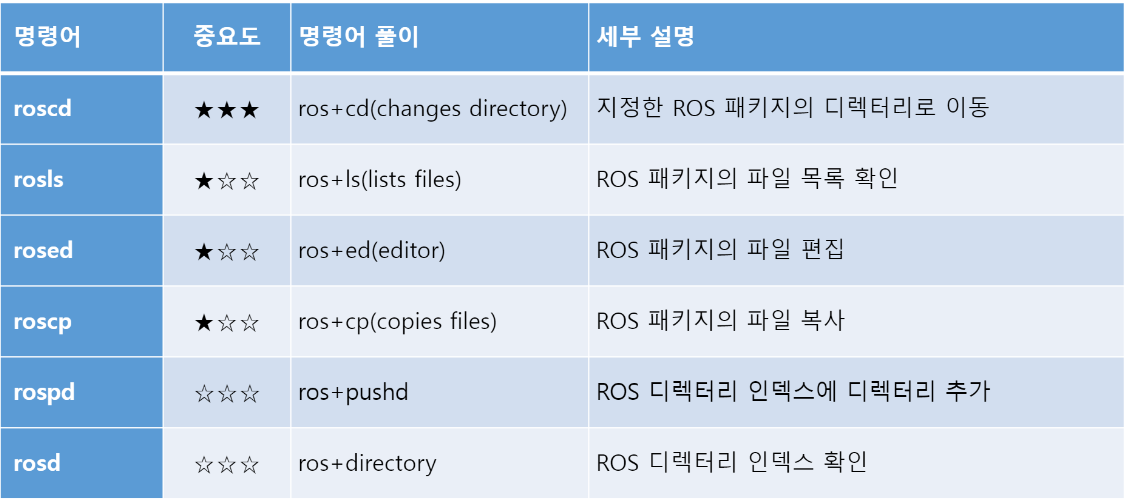 명령어 중요도 명령어 풀이 세부 설명
roscd ★★★ ros+cd(changes directory) 지정한 ROS 패키지의 디렉터리로 이동
rosls ★☆☆ ros+ls(lists files) ROS 패키지의 파일 목록 확인
rosed ★☆☆ ros+ed(editor) ROS 패키지의 파일 편집
roscp ★☆☆ ros+cp(copies files) ROS 패키지의 파일 복사
rospd ☆☆☆ ros+pushd ROS 디렉터리 인덱스에 디렉터리 추가
rosd ☆☆☆ ros+directory ROS 디렉터리 인덱스 확인